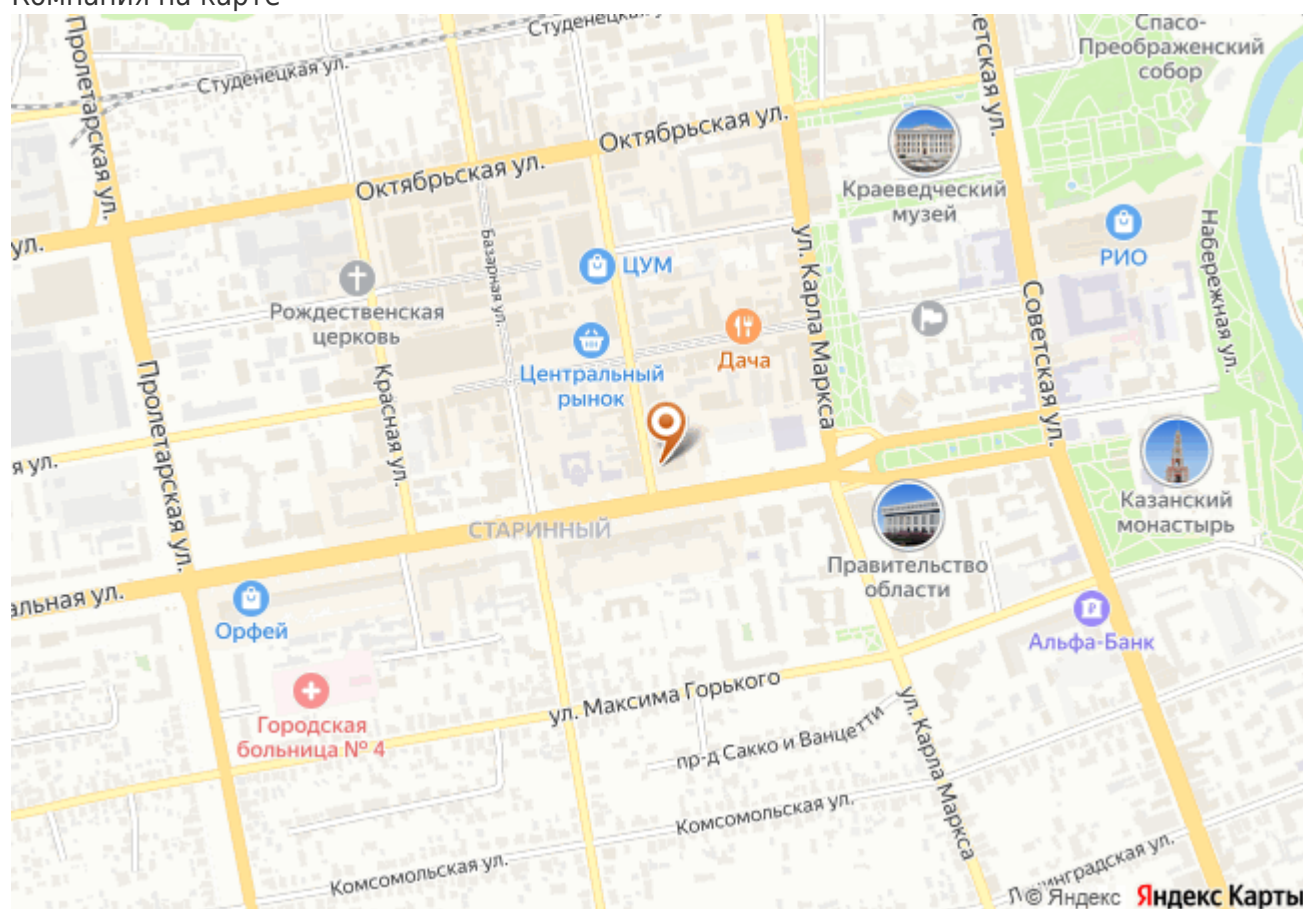 Компания на карте
Студенецкая ул.
Пролетарская ул.
Студенецкая ул.
Спасо-
Преображенский
собор
Октябрьская ул.
Октябрьская ул.
Краеведческий
музей
ул.
Базарная ул.
ЦУМ
ул. Карла Маркса
РИО
Набережная ул.
Рождественская
церковь
Советская ул.
Дача
Центральный
рынок
Пролетарская ул.
Красная ул.
я ул.
Казанский
монастырь
СТАРИННЫЙ
Правительство
области
альная ул.
Орфей
Альфа-Банк
ул. Максима Горького
Городская
больница № 4
пр-д Сакко и Ванцетти
ул. Карла Маркса
Комсомольская ул.
Комсомольская ул.
© Яндекс Яндекс Карты